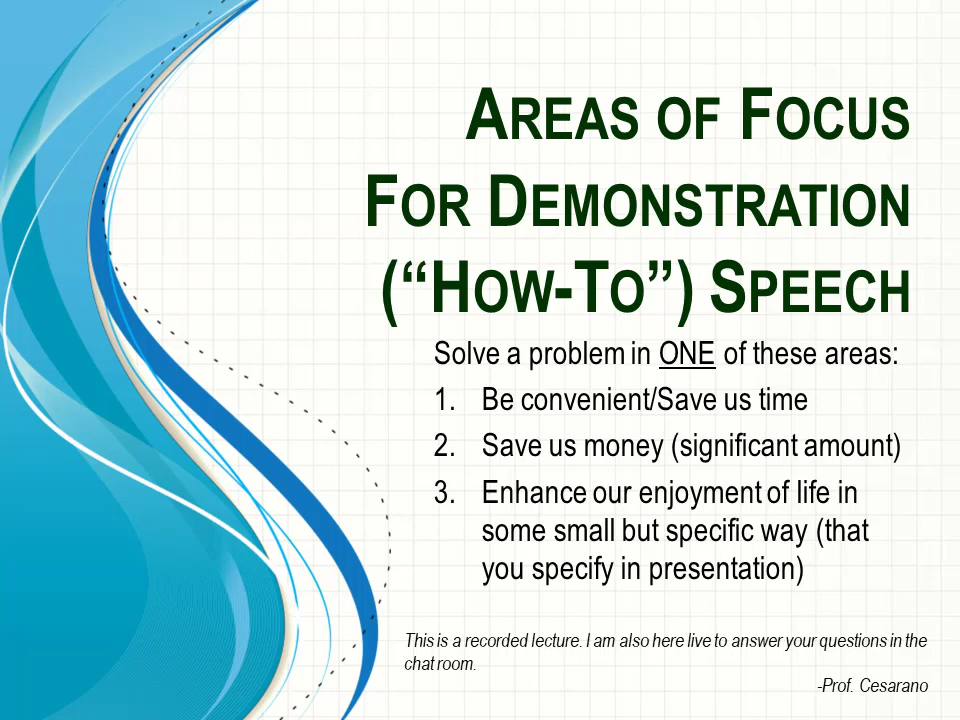 AREAS OF FOCUS
FOR DEMONSTRATION
(“HOW-TO”) SPEECH
Solve a problem in ONE of these areas:
1. Be convenient/Save us time
2. Save us money (significant amount)
3. Enhance our enjoyment of life in
some small but specific way (that
you specify in presentation)
This is a recorded lecture. I am also here live to answer your questions in the
chat room.
-Prof. Cesarano